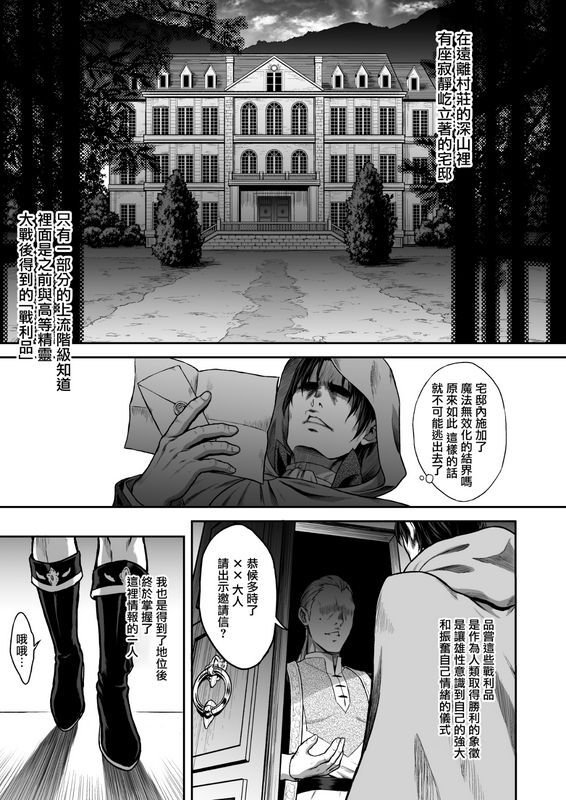 在遠離村莊的深山裡
有座寂靜屹立著的宅邸
只有一部分的上流階級知道
裡面是之前與高等精靈
大戰後得到的「戰利品」
宅邸內施加了
魔法無效化的結界嗎
原來如此 這樣的話
就不可能逃出去了
品嘗這些戰利品
是作為人類取得勝利的象徵
是讓雄性意識到自己的強大
和振奮自己情緒的儀式
恭候多時了
××大人
請出示邀請信?
我也是得到了地位後
終於掌握了
這裡情報的一人
哦哦…